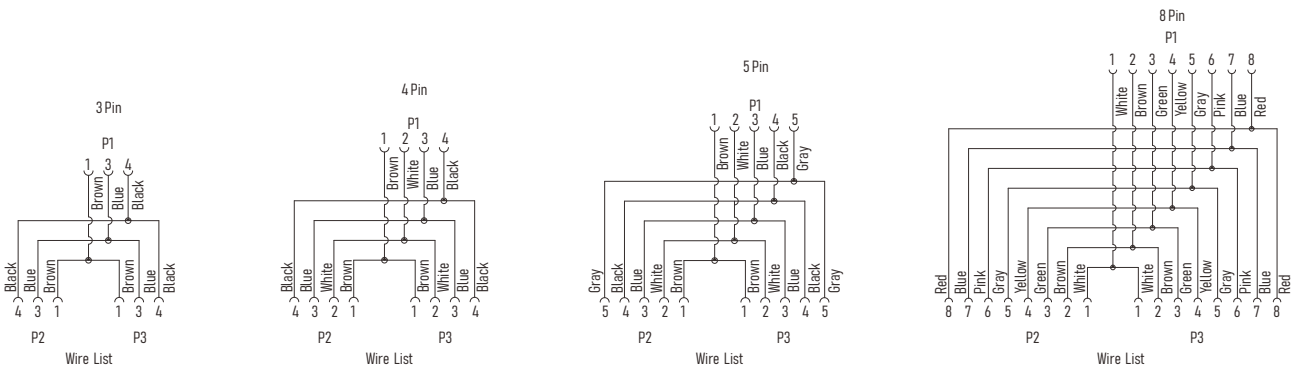 3 Pin
P1
1 3 4
Brown Blue Black
Black Blue Brown Brown Blue Black
4 3 1 1 3 4
P2 P3
Wire List
4 Pin
P1
1 2 3 4
Brown White Blue Black
Black Blue White Brown Brown White Blue Black
4 3 2 1 1 2 3 4
P2 P3
Wire List
5 Pin
P1
1 2 3 4 5
Brown White Blue Black Gray
Gray Black Blue White Brown Brown White Blue Black Gray
5 4 3 2 1 1 2 3 4 5
P2 P3
Wire List
8 Pin
P1
1 2 3 4 5 6 7 8
White Brown Green Yellow Gray Pink Blue Red
Red Blue Pink Gray Yellow Green Brown White White Brown Green Yellow Gray Pink Blue Red
8 7 6 5 4 3 2 1 1 2 3 4 5 6 7 8
P2 P3
Wire List